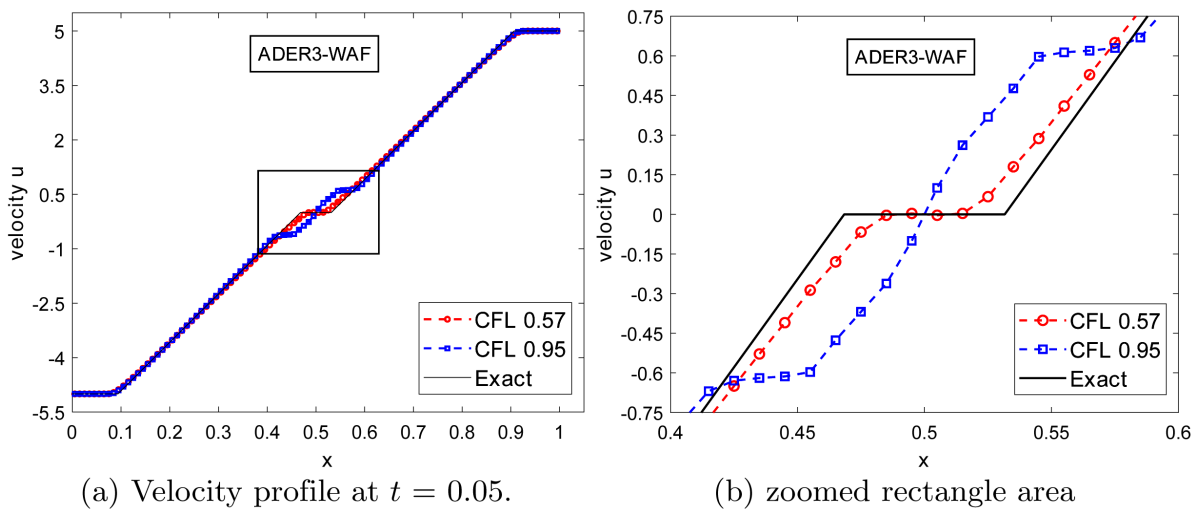 5
3.5
2
0.5
-1
-2.5
-4
-5.5
velocity u
ADER3-WAF
CFL 0.57
CFL 0.95
Exact
0 0.1 0.2 0.3 0.4 0.5 0.6 0.7 0.8 0.9 1
x
(a) Velocity profile at t = 0.05.
0.75
0.6
0.45
0.3
0.15
0
-0.15
-0.3
-0.45
-0.6
-0.75
velocity u
ADER3-WAF
CFL 0.57
CFL 0.95
Exact
0.4 0.45 0.5 0.55 0.6
x
(b) zoomed rectangle area